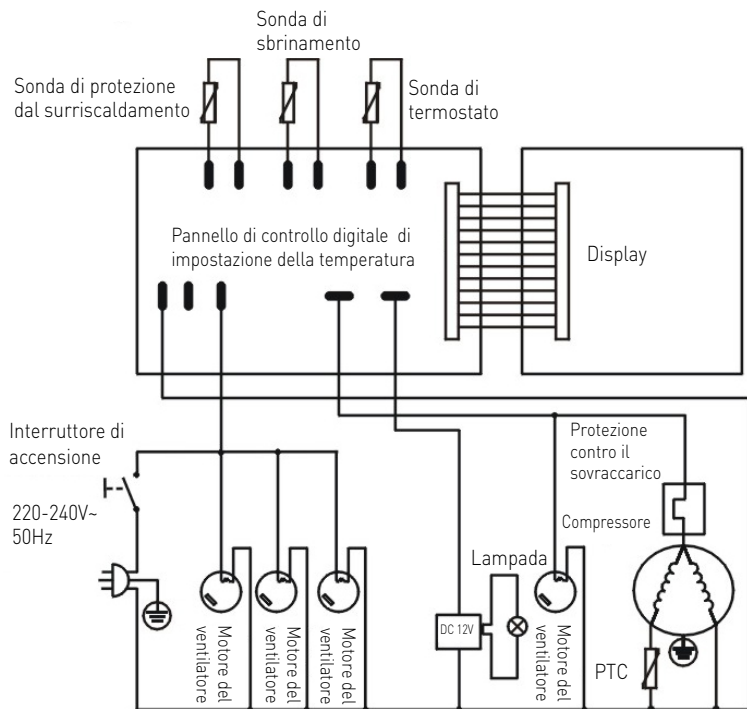 Sonda di
sbrinamento
Sonda di protezione
dal surriscaldamento
Sonda di
termostato
Pannello di controllo digitale di
impostazione della temperatura
Display
Interruttore di
accensione
220-240V~
50Hz
Protezione
contro il
sovraccarico
Compressore
Lampada
DC 12V
PTC
Motore del
ventilatore
Motore del
ventilatore
Motore del
ventilatore
Motore del
ventilatore